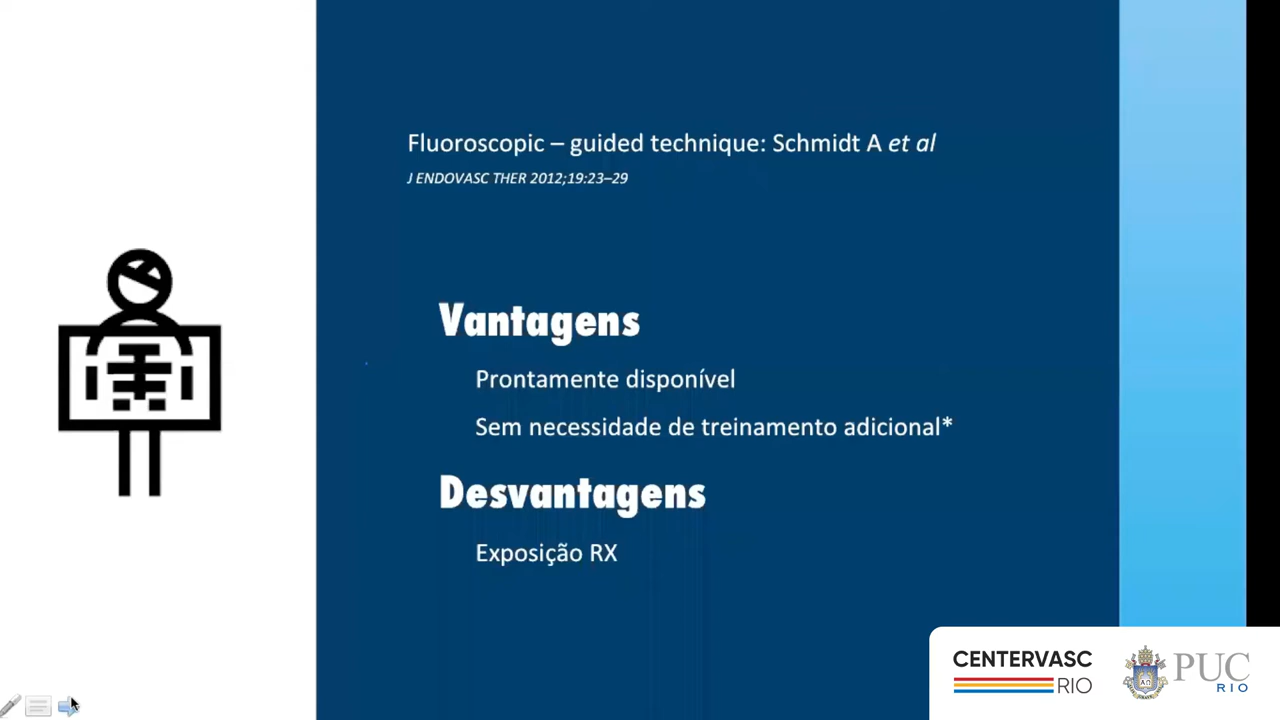 Fluoroscopic – guided technique: Schmidt A et al
J ENDOVASC THER 2012;19:23–29
Vantagens
Prontamente disponível
Sem necessidade de treinamento adicional*
Desvantagens
Exposição RX
CENTERVASC
RIO
PUC
RIO